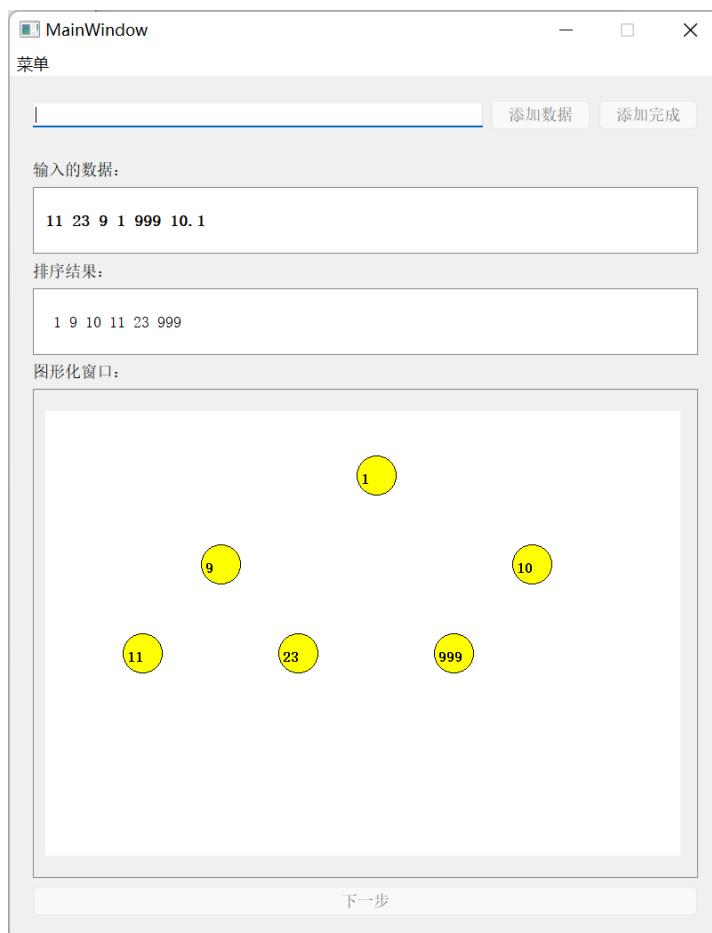 MainWindow
菜单
添加数据 添加完成
输入的数据：
11 23 9 1 999 10.1
排序结果：
1 9 10 11 23 999
图形化窗口：
1
9 10
11 23 999
下一步